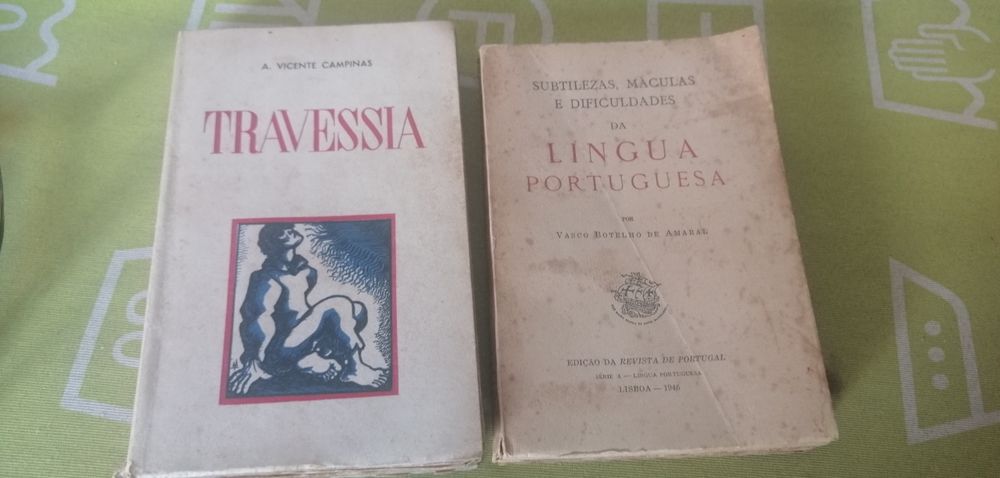 A. VICENTE CAMPINAS
TRAVESSIA
SUBTILEZAS, MÁCULAS
E DIFICULDADES
DA
LÍNGUA
PORTUGUESA
POR
VASCO BOTELHO DE AMARAL
EDIÇÃO DA REVISTA DE PORTUGAL
SÉRIE A — LÍNGUA PORTUGUESA
LISBOA — 1946